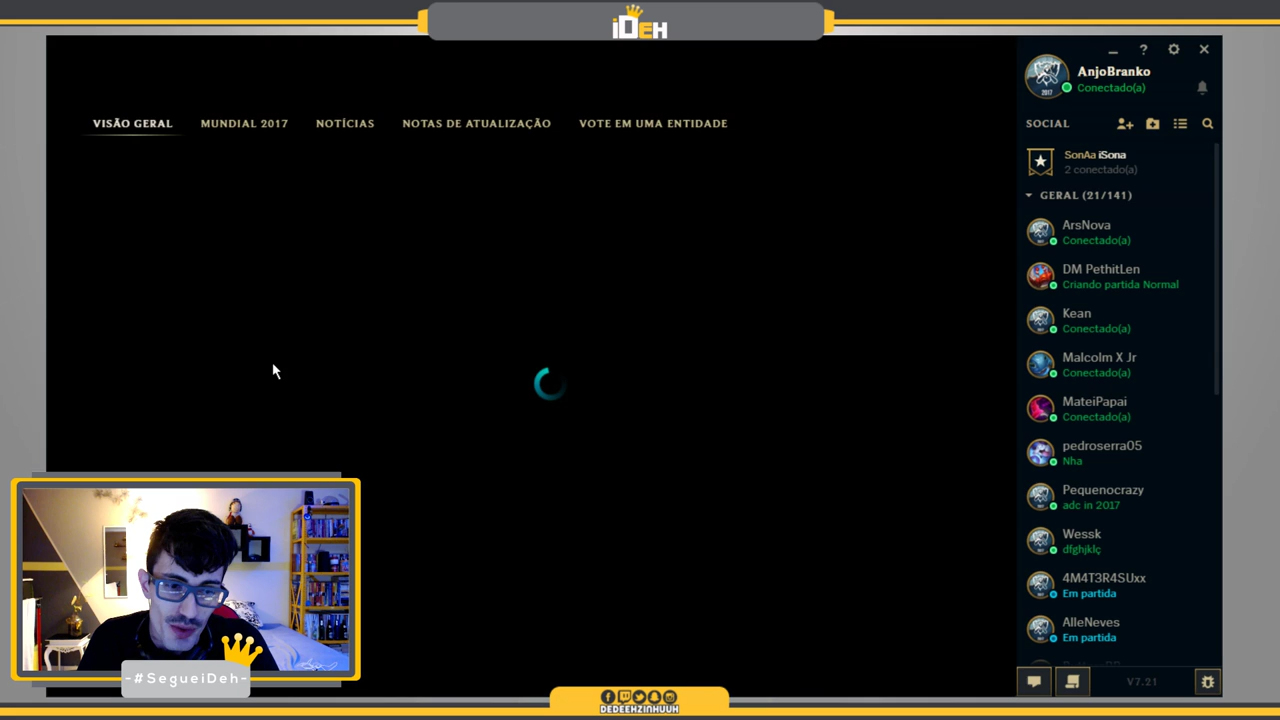 iDEH
VISÃO GERAL
MUNDIAL 2017
NOTÍCIAS
NOTAS DE ATUALIZAÇÃO
VOTE EM UMA ENTIDADE
?
2017
AnjoBranko
Conectado(a)
SOCIAL
SonAa iSona
2 conectado(a)
GERAL (21/141)
ArsNova
Conectado(a)
DM PethitLen
Criando partida Normal
Kean
Conectado(a)
Malcolm X Jr
Conectado(a)
MateiPapai
Conectado(a)
pedroserra05
Nha
Pequenocrazy
adc in 2017
Wessk
dfghjklç
4M4T3R4SUxx
Em partida
AlleNeves
Em partida
V7.21
-#SegueiDeh-
DEDEEHZINHUUH